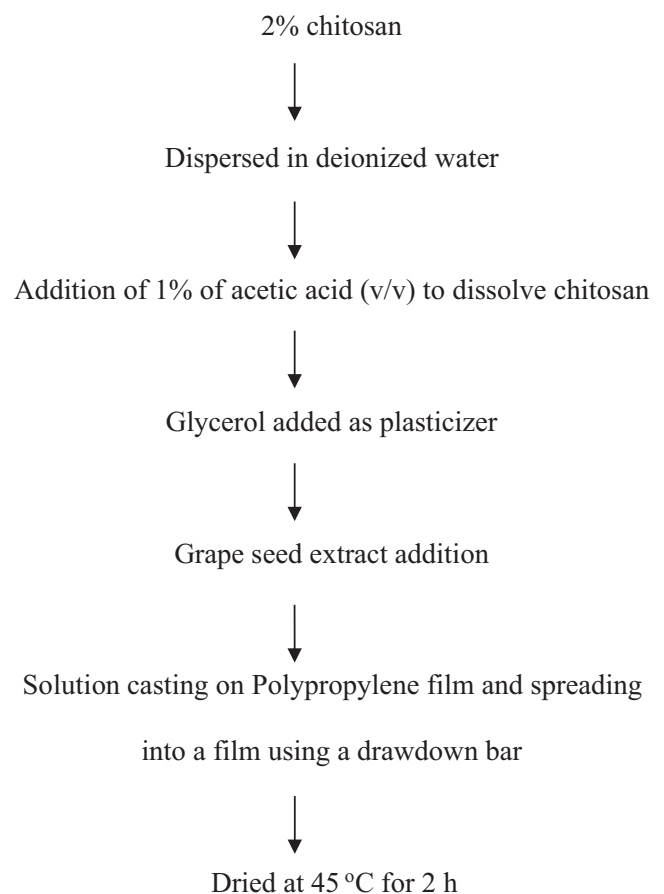 2% chitosan
Dispersed in deionized water
Addition of 1% of acetic acid (v/v) to dissolve chitosan
Glycerol added as plasticizer
Grape seed extract addition
Solution casting on Polypropylene film and spreading
into a film using a drawdown bar
Dried at 45 °C for 2 h